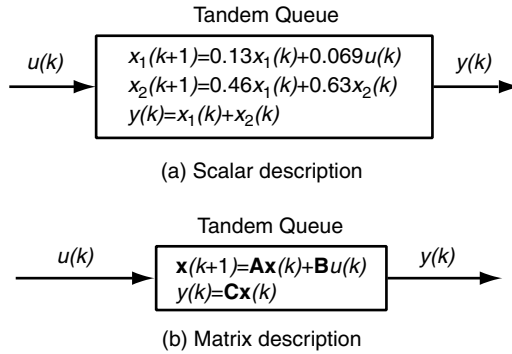 Tandem Queue
u(k)
x₁(k+1)=0.13x₁(k)+0.069u(k)
x₂(k+1)=0.46x₁(k)+0.63x₂(k)
y(k)=x₁(k)+x₂(k)
y(k)
(a) Scalar description
Tandem Queue
u(k)
x(k+1)=Ax(k)+Bu(k)
y(k)=Cx(k)
y(k)
(b) Matrix description